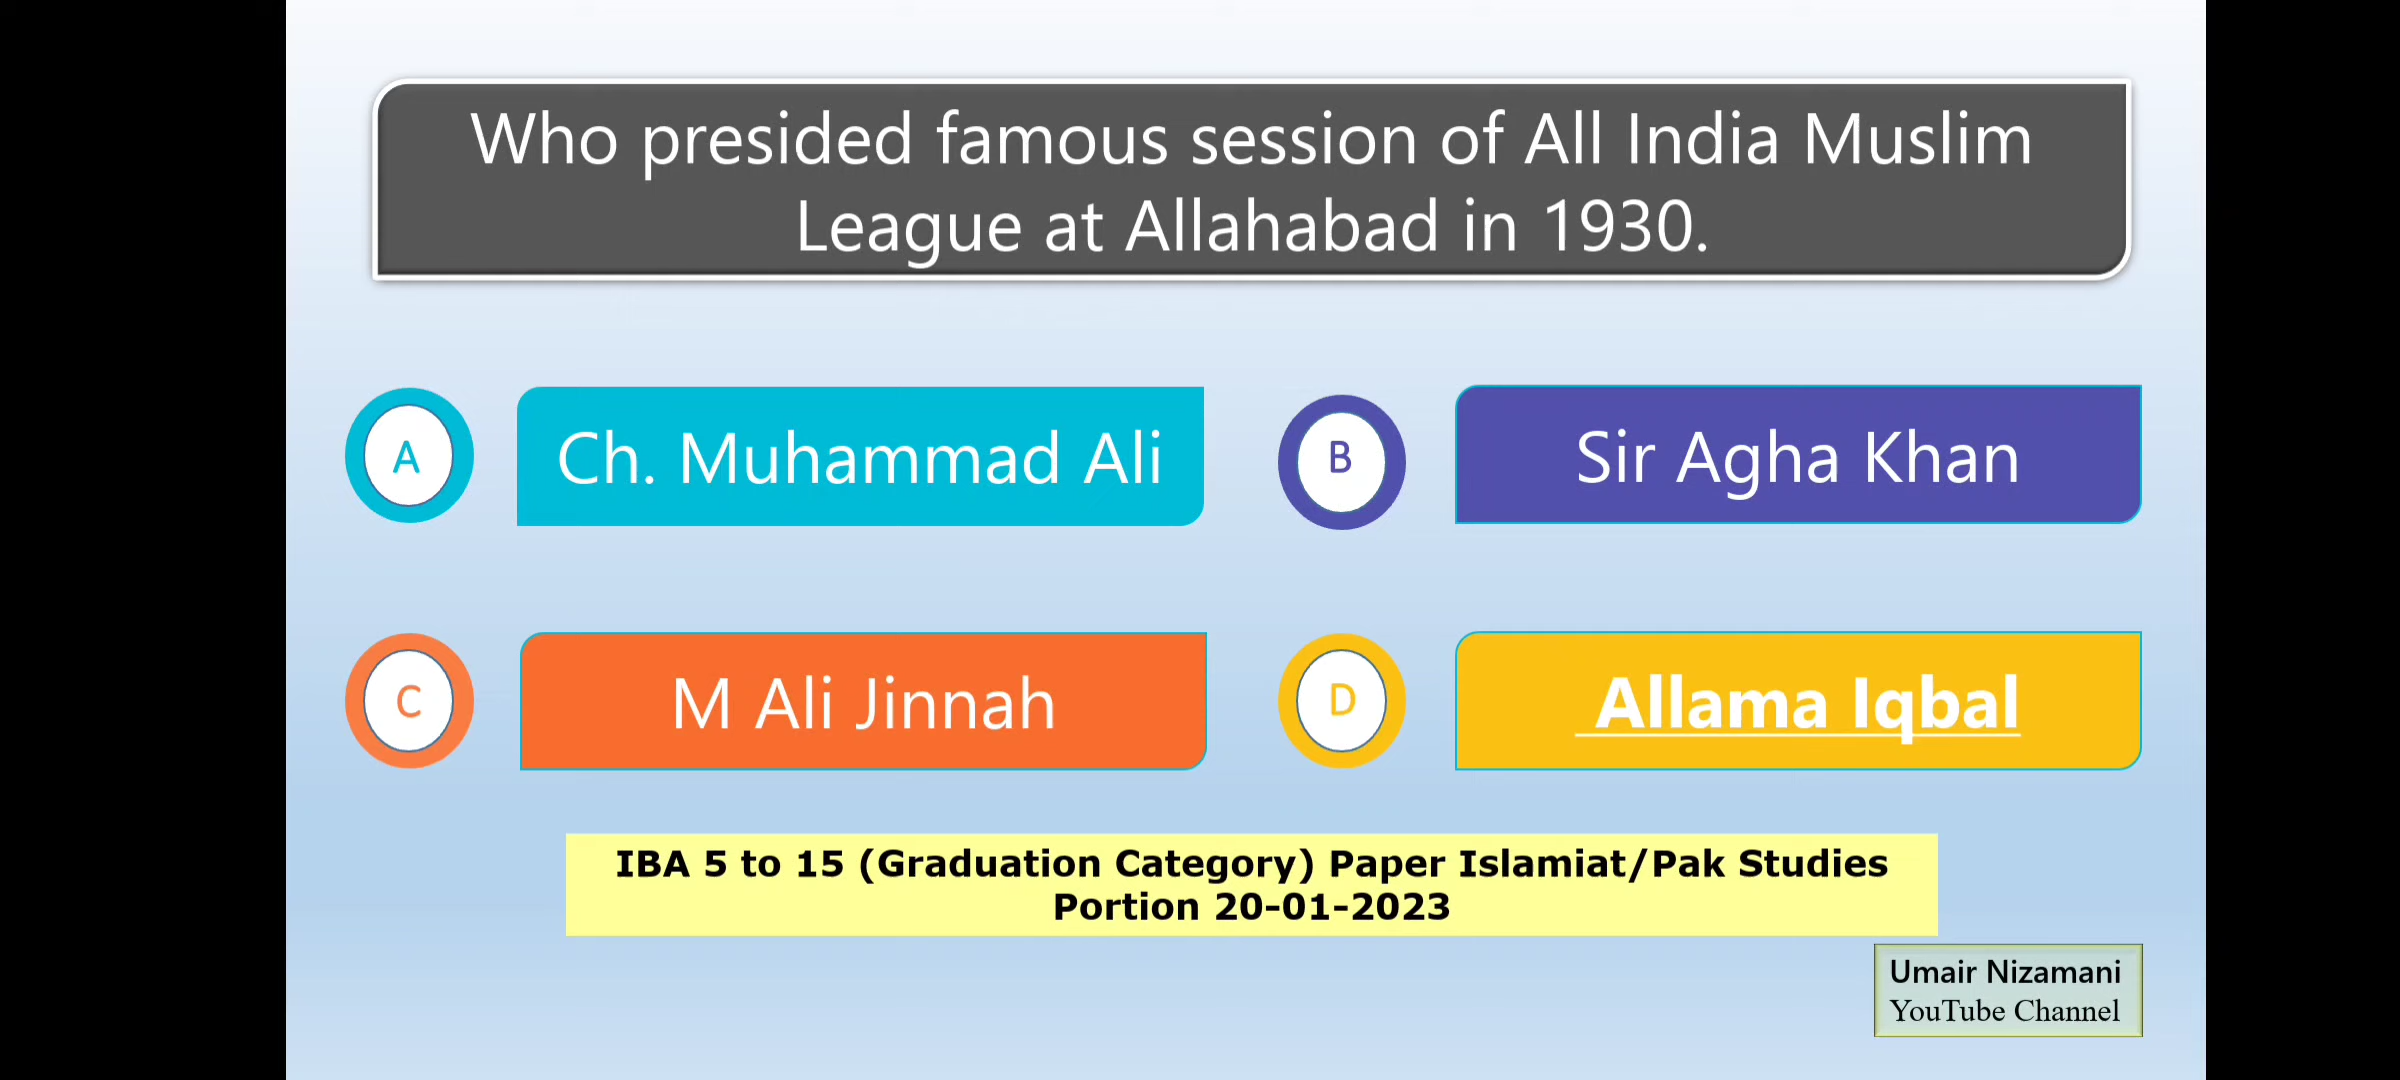 Who presided famous session of All India Muslim
League at Allahabad in 1930.
A
Ch. Muhammad Ali
B
Sir Agha Khan
C
M Ali Jinnah
D
Allama Iqbal
IBA 5 to 15 (Graduation Category) Paper Islamiat/Pak Studies
Portion 20-01-2023
Umair Nizamani
YouTube Channel